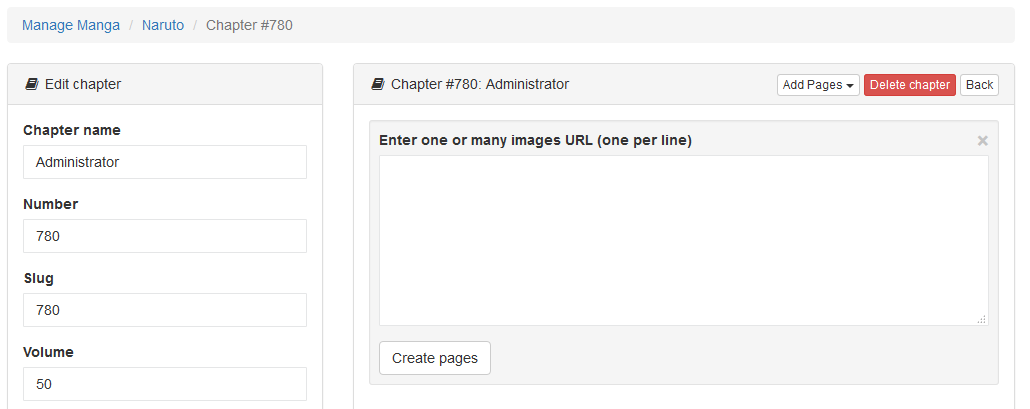 Manage Manga / Naruto / Chapter #780
Edit chapter
Chapter name
Administrator
Number
780
Slug
780
Volume
50
Chapter #780: Administrator
Add Pages
Delete chapter
Back
Enter one or many images URL (one per line)
×
Create pages